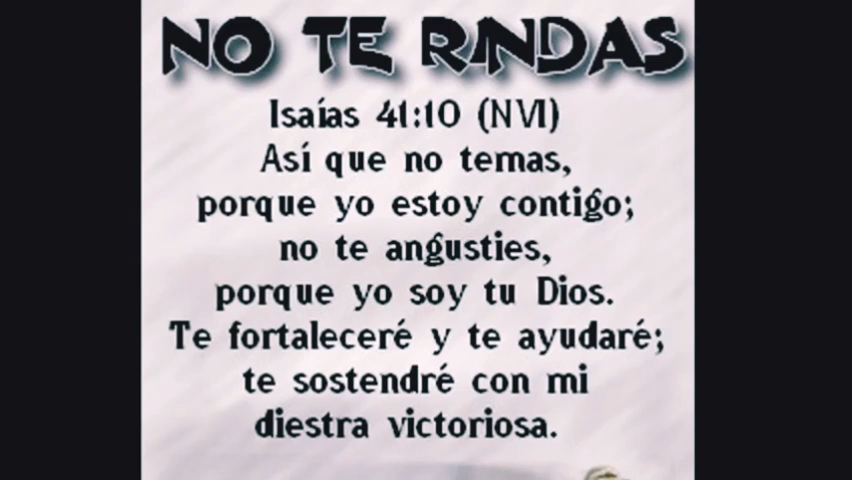 NO TE RINDAS
Isaías 41:10 (NVI)
Así que no temas,
porque yo estoy contigo;
no te angusties,
porque yo soy tu Dios.
Te fortaleceré y te ayudaré;
te sostendré con mi
diestra victoriosa.